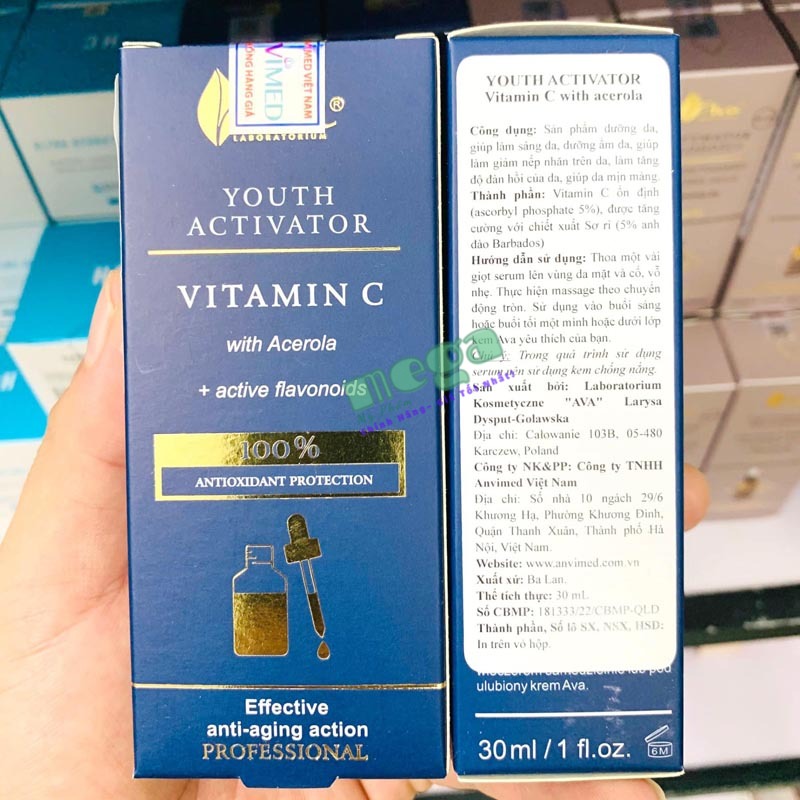 ANVIMED VIỆT NAM
CHỐNG HÀNG GIẢ
VIMED
®
LABORATORIUM
YOUTH
ACTIVATOR
VITAMIN C
with Acerola
+ active flavonoids
100%
ANTIOXIDANT PROTECTION
Effective
anti-aging action
PROFESSIONAL
mega
YOUTH ACTIVATOR
Vitamin C with acerola
Công dụng: Sản phẩm dưỡng da,
giúp làm sáng da, dưỡng ẩm da, giúp
làm giảm nếp nhăn trên da, làm tăng
độ đàn hồi của da, giúp da mịn màng.
Thành phần: Vitamin C ổn định
(ascorbyl phosphate 5%), được tăng
cường với chiết xuất Sơ ri (5% anh
đào Barbados)
Hướng dẫn sử dụng: Thoa một vài
giọt serum lên vùng da mặt và cổ, vỗ
nhẹ. Thực hiện massage theo chuyển
động tròn. Sử dụng vào buổi sáng
hoặc buổi tối một mình hoặc dưới lớp
kem Ava yêu thích của bạn.
Chú ý: Trong quá trình sử dụng
serum nên sử dụng kem chống nắng.
Sản xuất bởi: Laboratorium
Kosmetyczne "AVA" Larysa
Dysput-Goławska
Địa chỉ: Całowanie 103B, 05-480
Karczew, Poland
Công ty NK&PP: Công ty TNHH
Anvimed Việt Nam
Địa chỉ: Số nhà 10 ngách 29/6
Khương Hạ, Phường Khương Đình,
Quận Thanh Xuân, Thành phố Hà
Nội, Việt Nam.
Website: www.anvimed.com.vn
Xuất xứ: Ba Lan.
Thể tích thực: 30 mL
Số CBMP: 181333/22/CBMP-QLD
Thành phần, Số lô SX, NSX, HSD:
In trên vỏ hộp.
ulubiony krem Ava.
30ml / 1 fl.oz.
6M